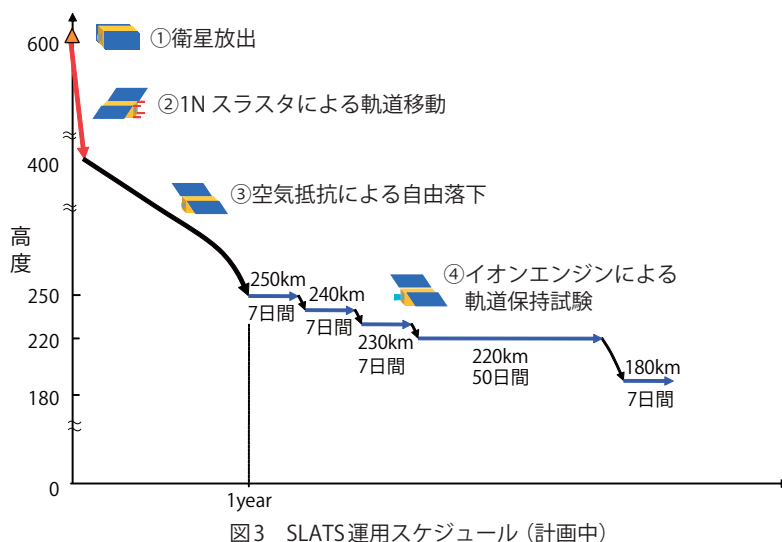 600
①衛星放出
②1N スラスタによる軌道移動
400
③空気抵抗による自由落下
高度
④イオンエンジンによる
軌道保持試験
250
250km
7日間
240km
7日間
230km
7日間
220
220km
50日間
180km
7日間
180
0
1year
図3 SLATS運用スケジュール（計画中）